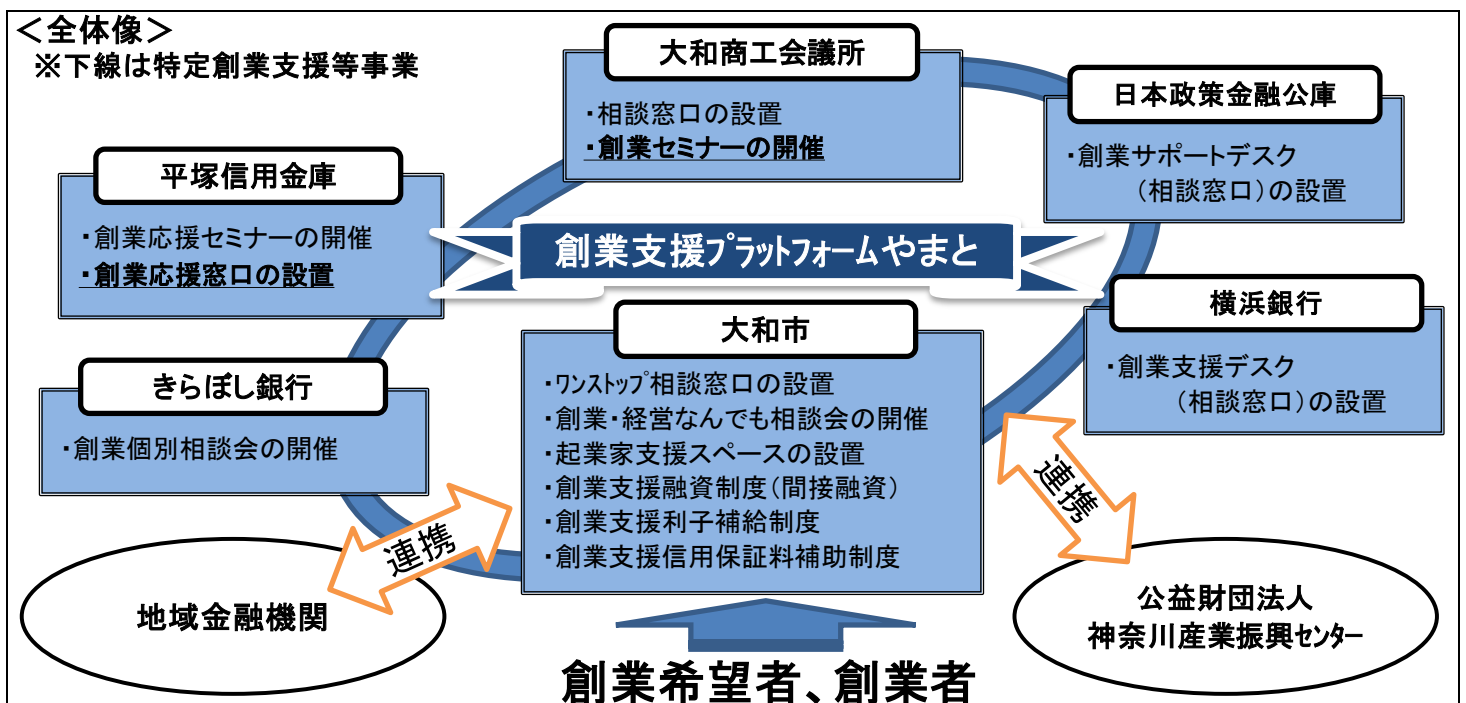 ＜全体像＞
※下線は特定創業支援等事業
大和商工会議所
・相談窓口の設置
・創業セミナーの開催
日本政策金融公庫
・創業サポートデスク
（相談窓口）の設置
平塚信用金庫
・創業応援セミナーの開催
・創業応援窓口の設置
創業支援ﾌﾟﾗｯﾄﾌｫｰﾑやまと
横浜銀行
・創業支援デスク
（相談窓口）の設置
大和市
・ﾜﾝｽﾄｯﾌﾟ相談窓口の設置
・創業・経営なんでも相談会の開催
・起業家支援スペースの設置
・創業支援融資制度（間接融資）
・創業支援利子補給制度
・創業支援信用保証料補助制度
きらぼし銀行
・創業個別相談会の開催
連携
連携
地域金融機関
公益財団法人
神奈川産業振興ｾﾝﾀｰ
創業希望者、創業者